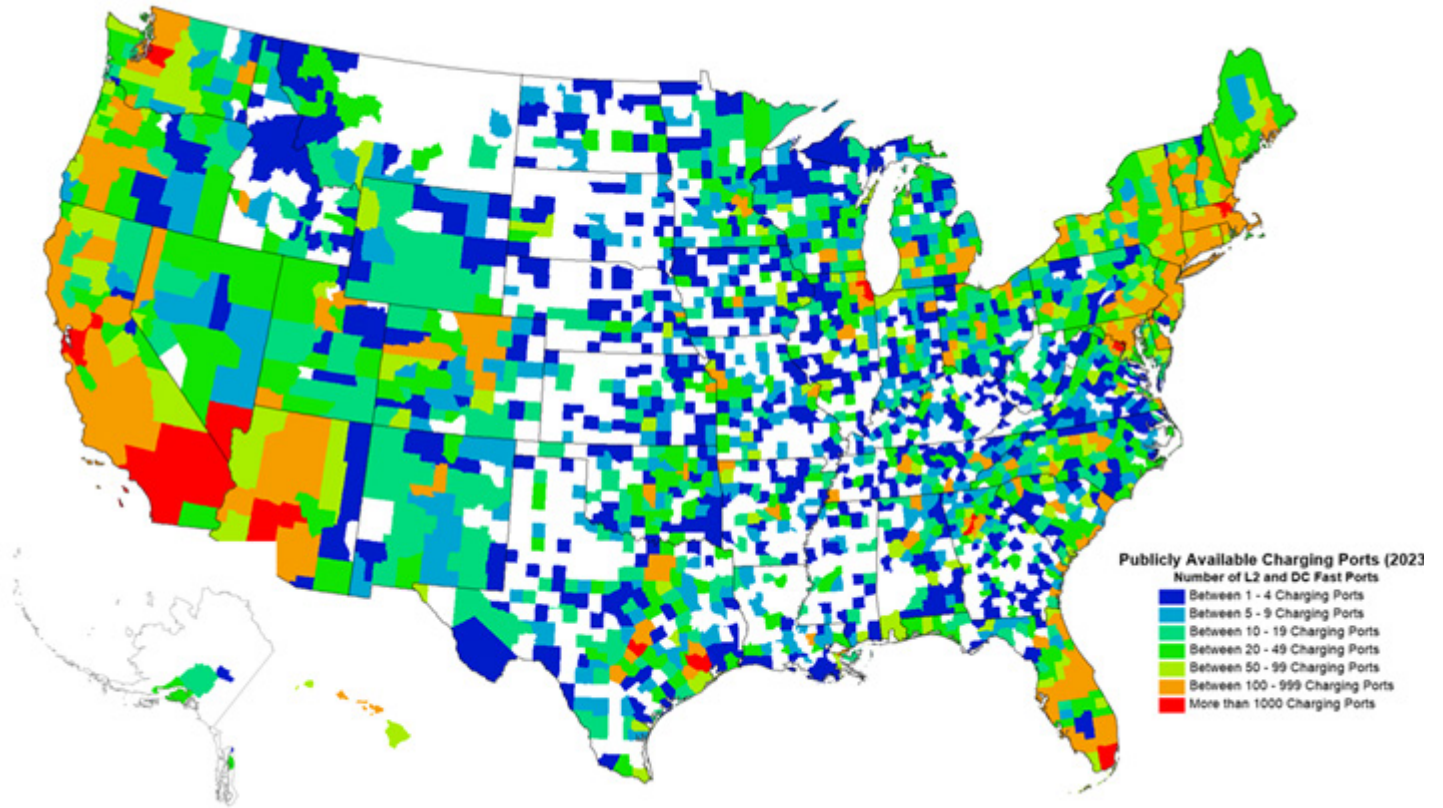 Publicly Available Charging Ports (2023
Number of L2 and DC Fast Ports
Between 1 - 4 Charging Ports
Between 5 - 9 Charging Ports
Between 10 - 19 Charging Ports
Between 20 - 49 Charging Ports
Between 50 - 99 Charging Ports
Between 100 - 999 Charging Ports
More than 1000 Charging Ports